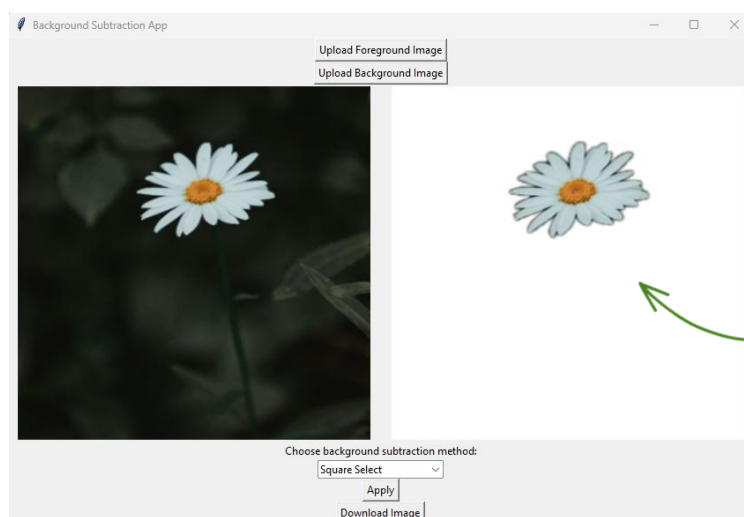 Background Subtraction App
Upload Foreground Image
Upload Background Image
Choose background subtraction method:
Square Select
Apply
Download Image